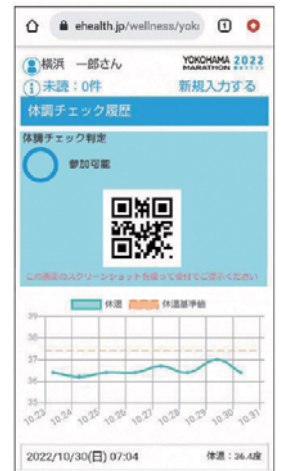 ehealth.jp/wellness/yoko
横浜 一郎さん
YOKOHAMA 2022
MARATHON
未読：0件
新規入力する
体調チェック履歴
体調チェック判定
参加可能
この画面のスクリーンショットを撮って受付でご提示ください
体温 体温基準値
39
38
37
36
35
10.23 10.24 10.25 10.26 10.27 10.28 10.29 10.30 10.31
2022/10/30(日) 07:04
体温：36.4度